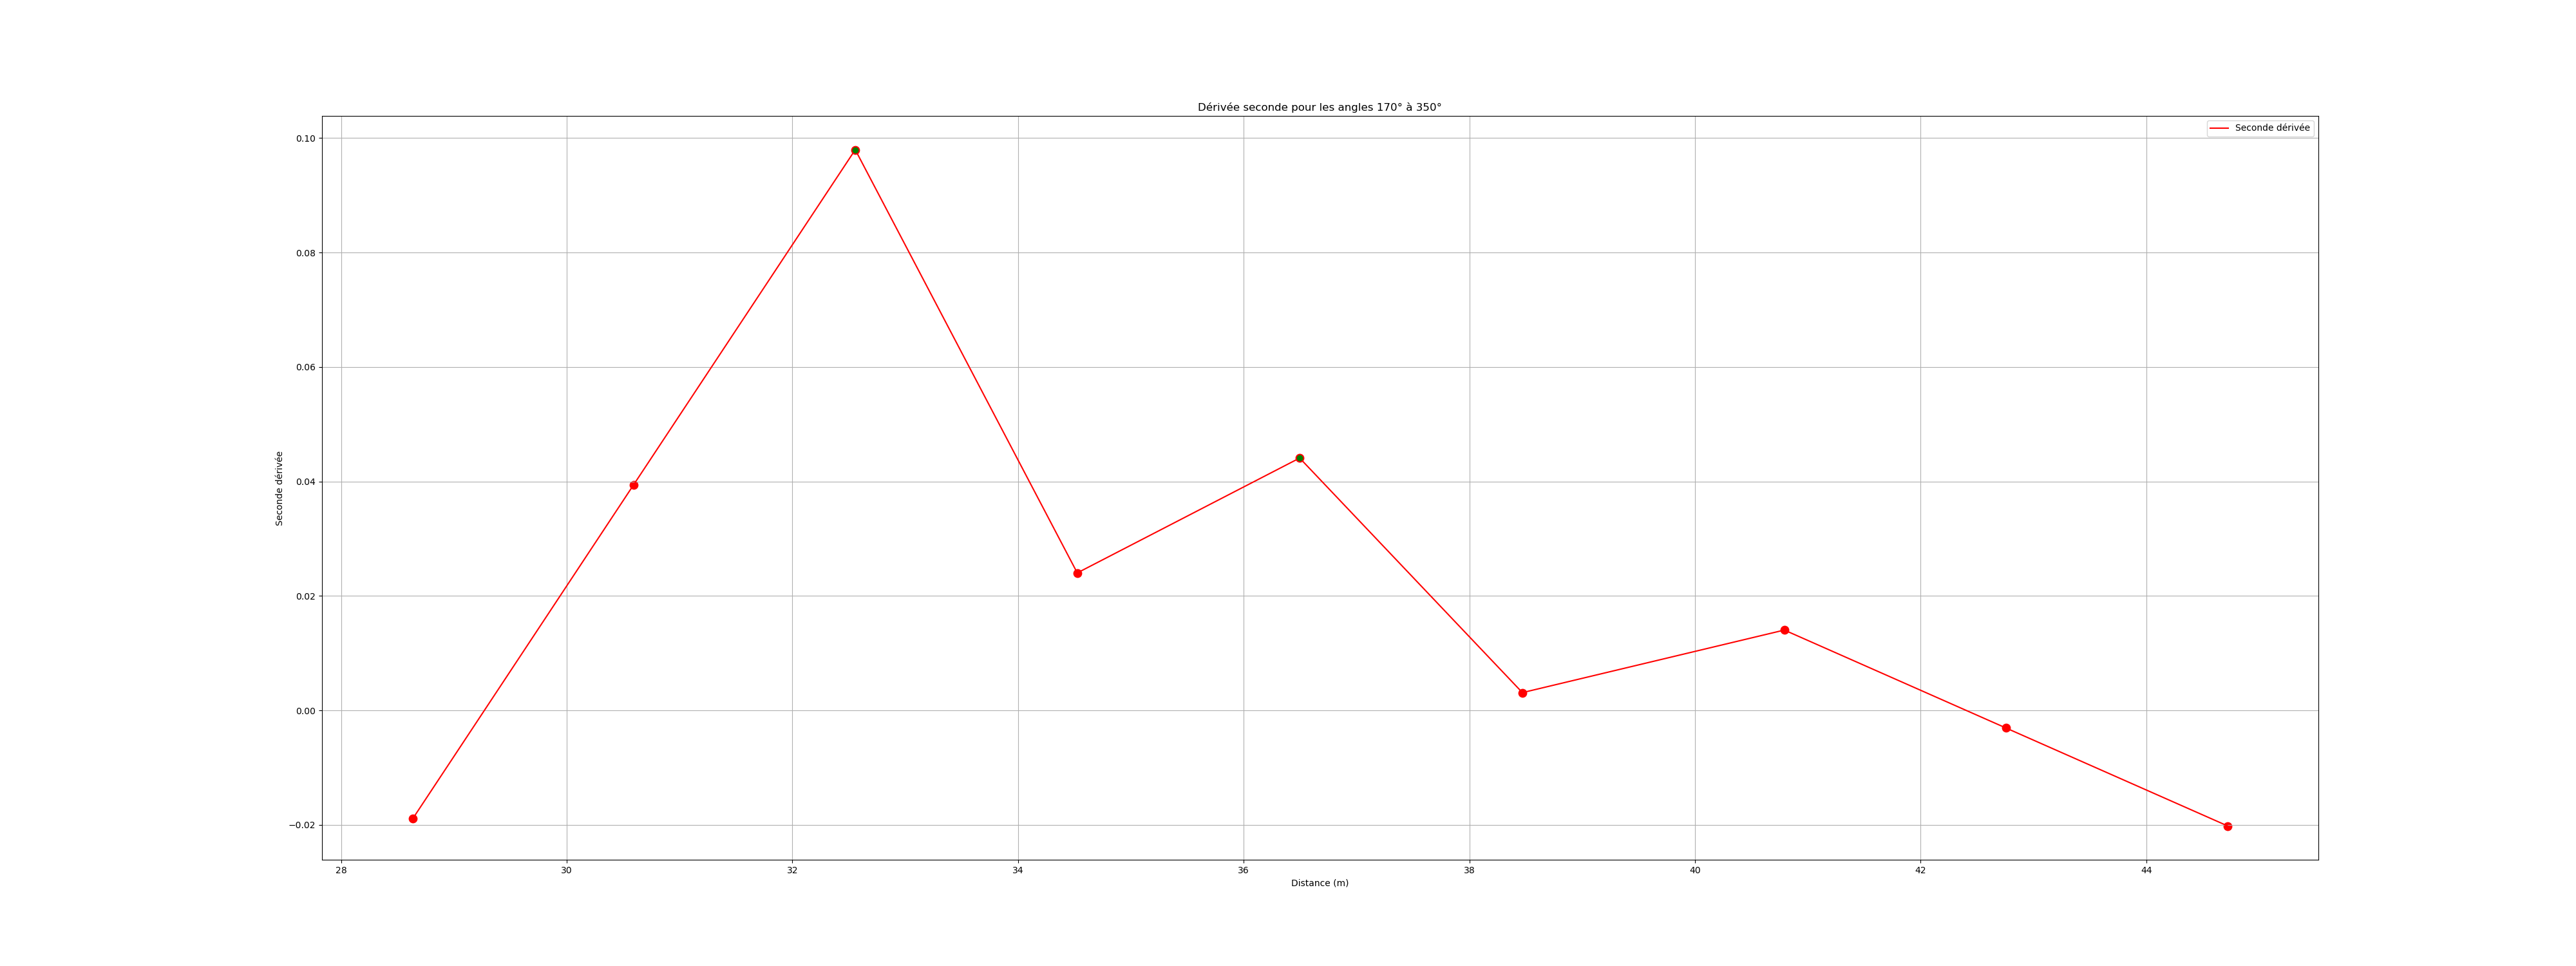 Dérivée seconde pour les angles 170° à 350°
Seconde dérivée
0.10
0.08
0.06
0.04
0.02
0.00
−0.02
Seconde dérivée
28 30 32 34 36 38 40 42 44
Distance (m)